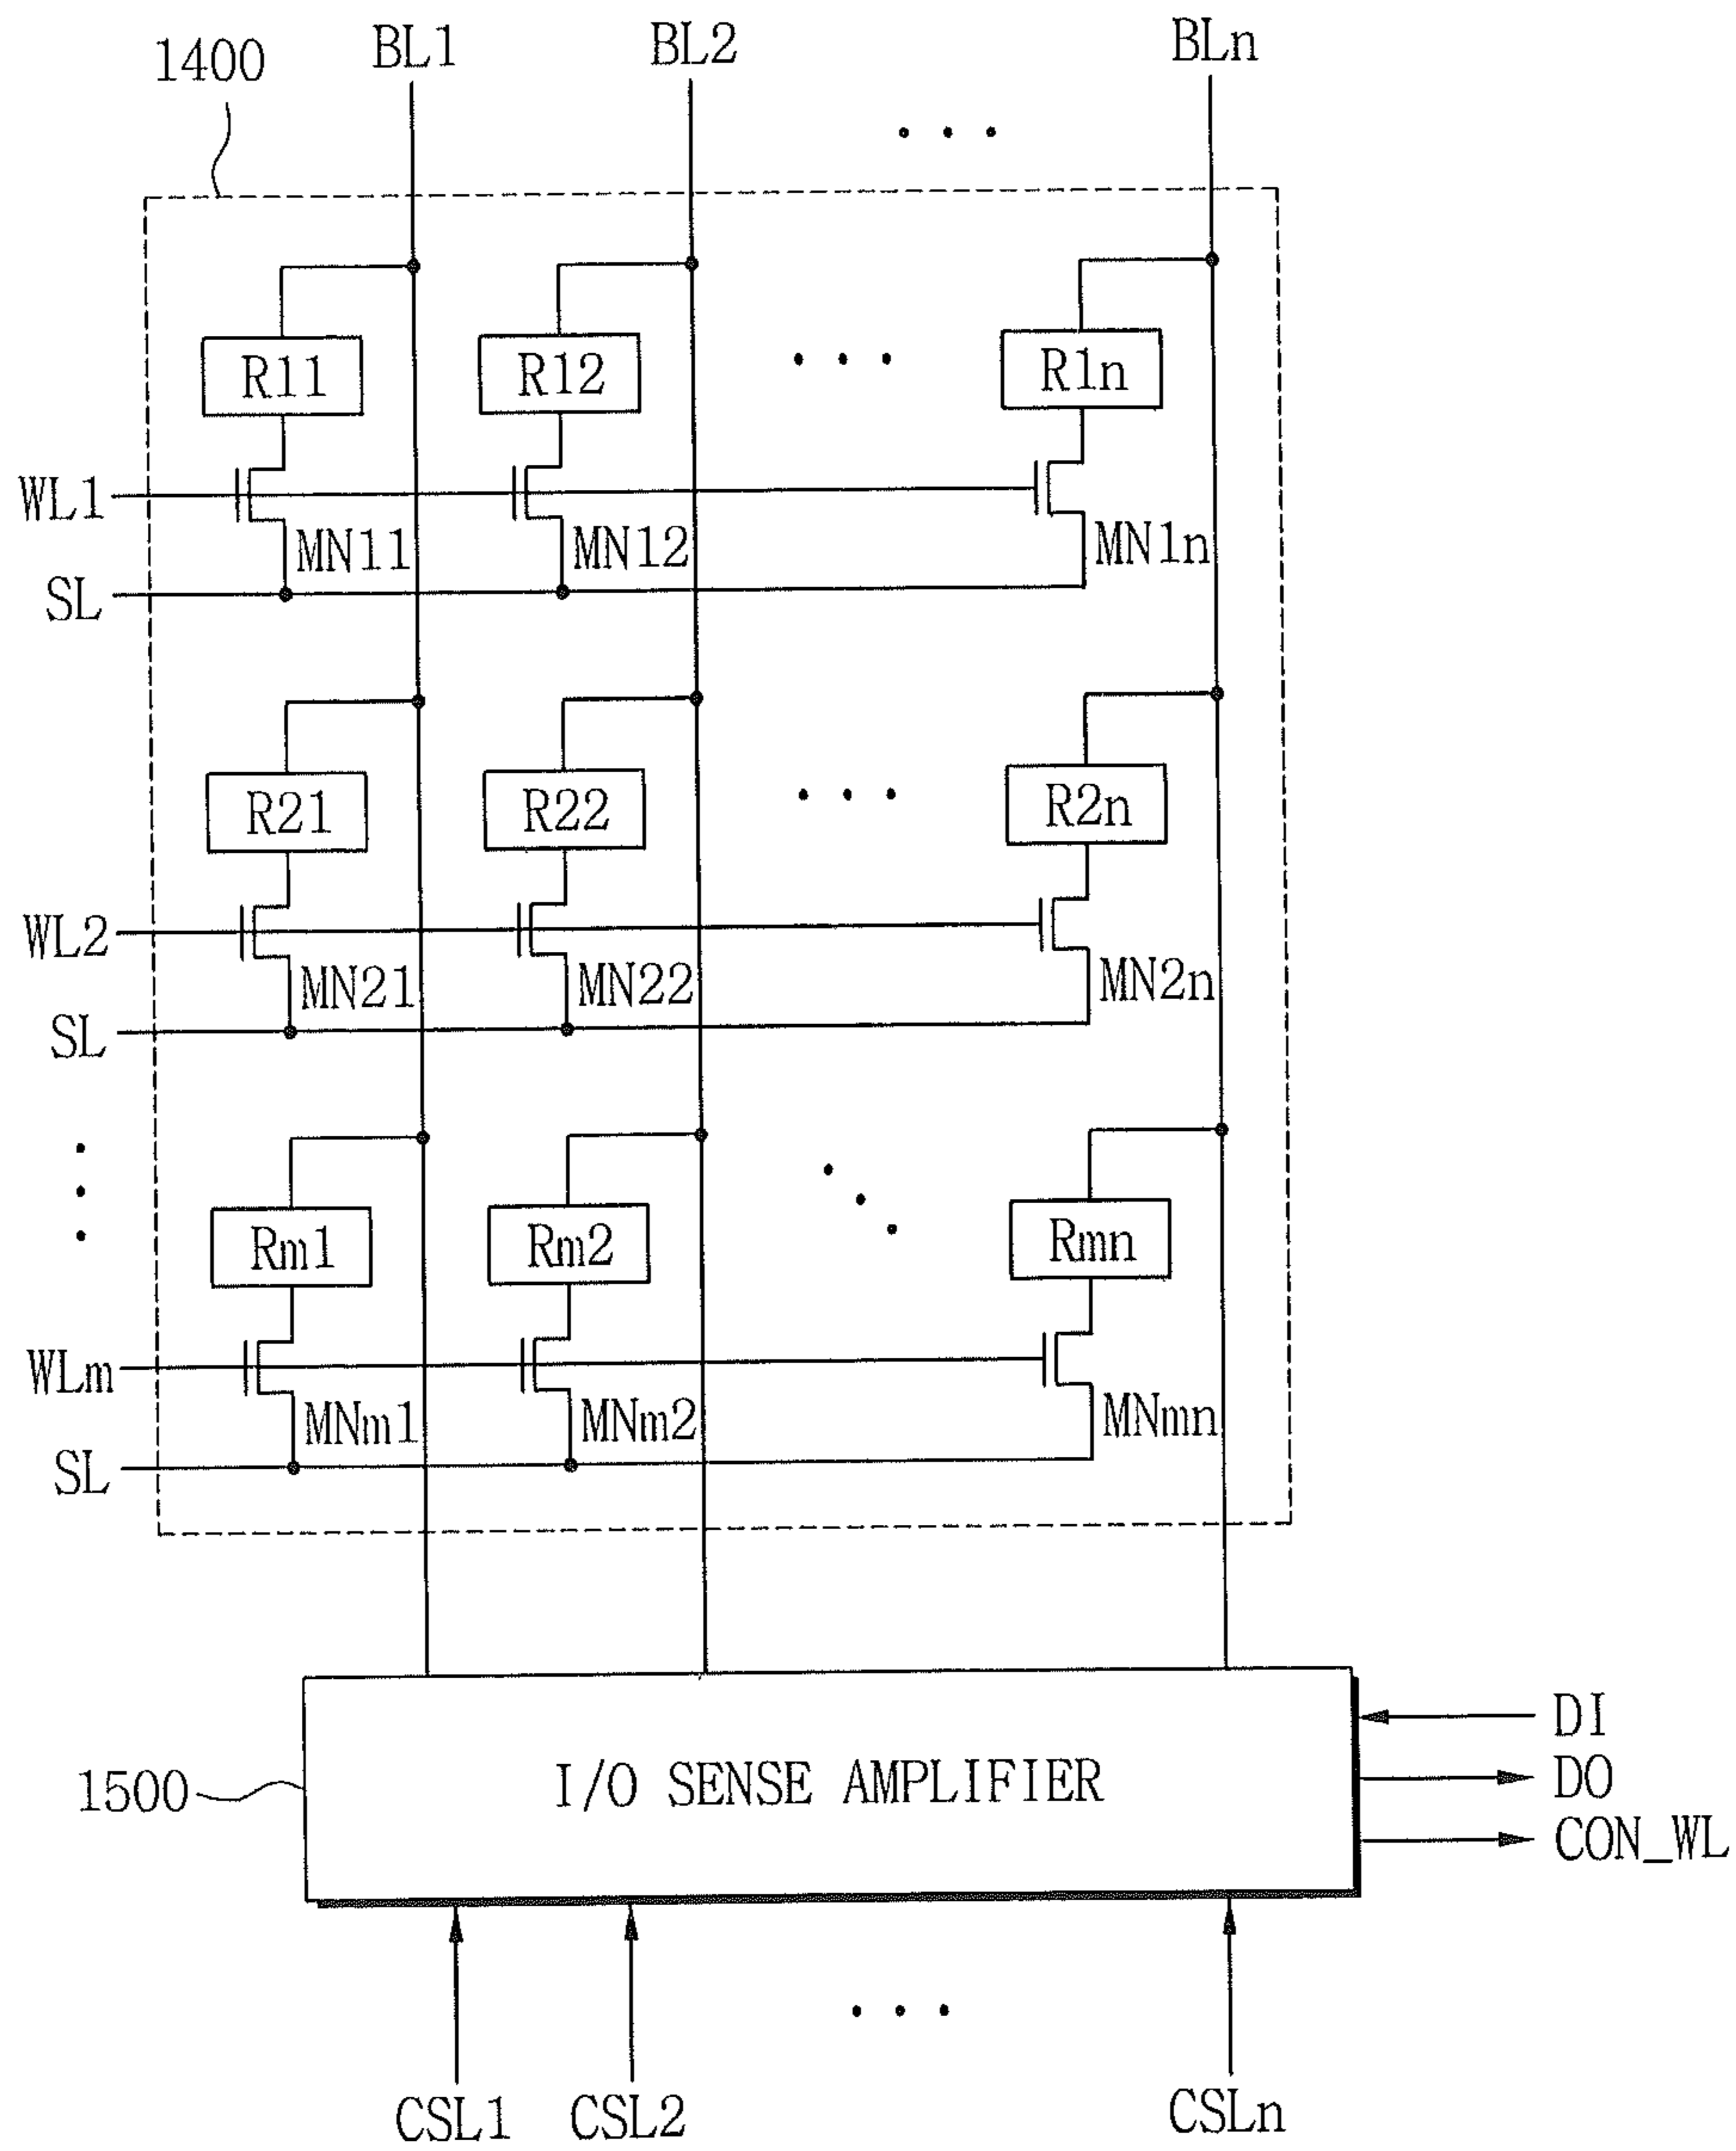 1400 BL1 BL2 BLn
R11 R12 R1n
WL1
MN11 MN12 MN1n
SL
R21 R22 R2n
WL2
MN21 MN22 MN2n
SL
Rm1 Rm2 Rmn
WLm
MNm1 MNm2 MNmn
SL
DI
1500 I/O SENSE AMPLIFIER DO
CON_WL
CSL1 CSL2 CSLn